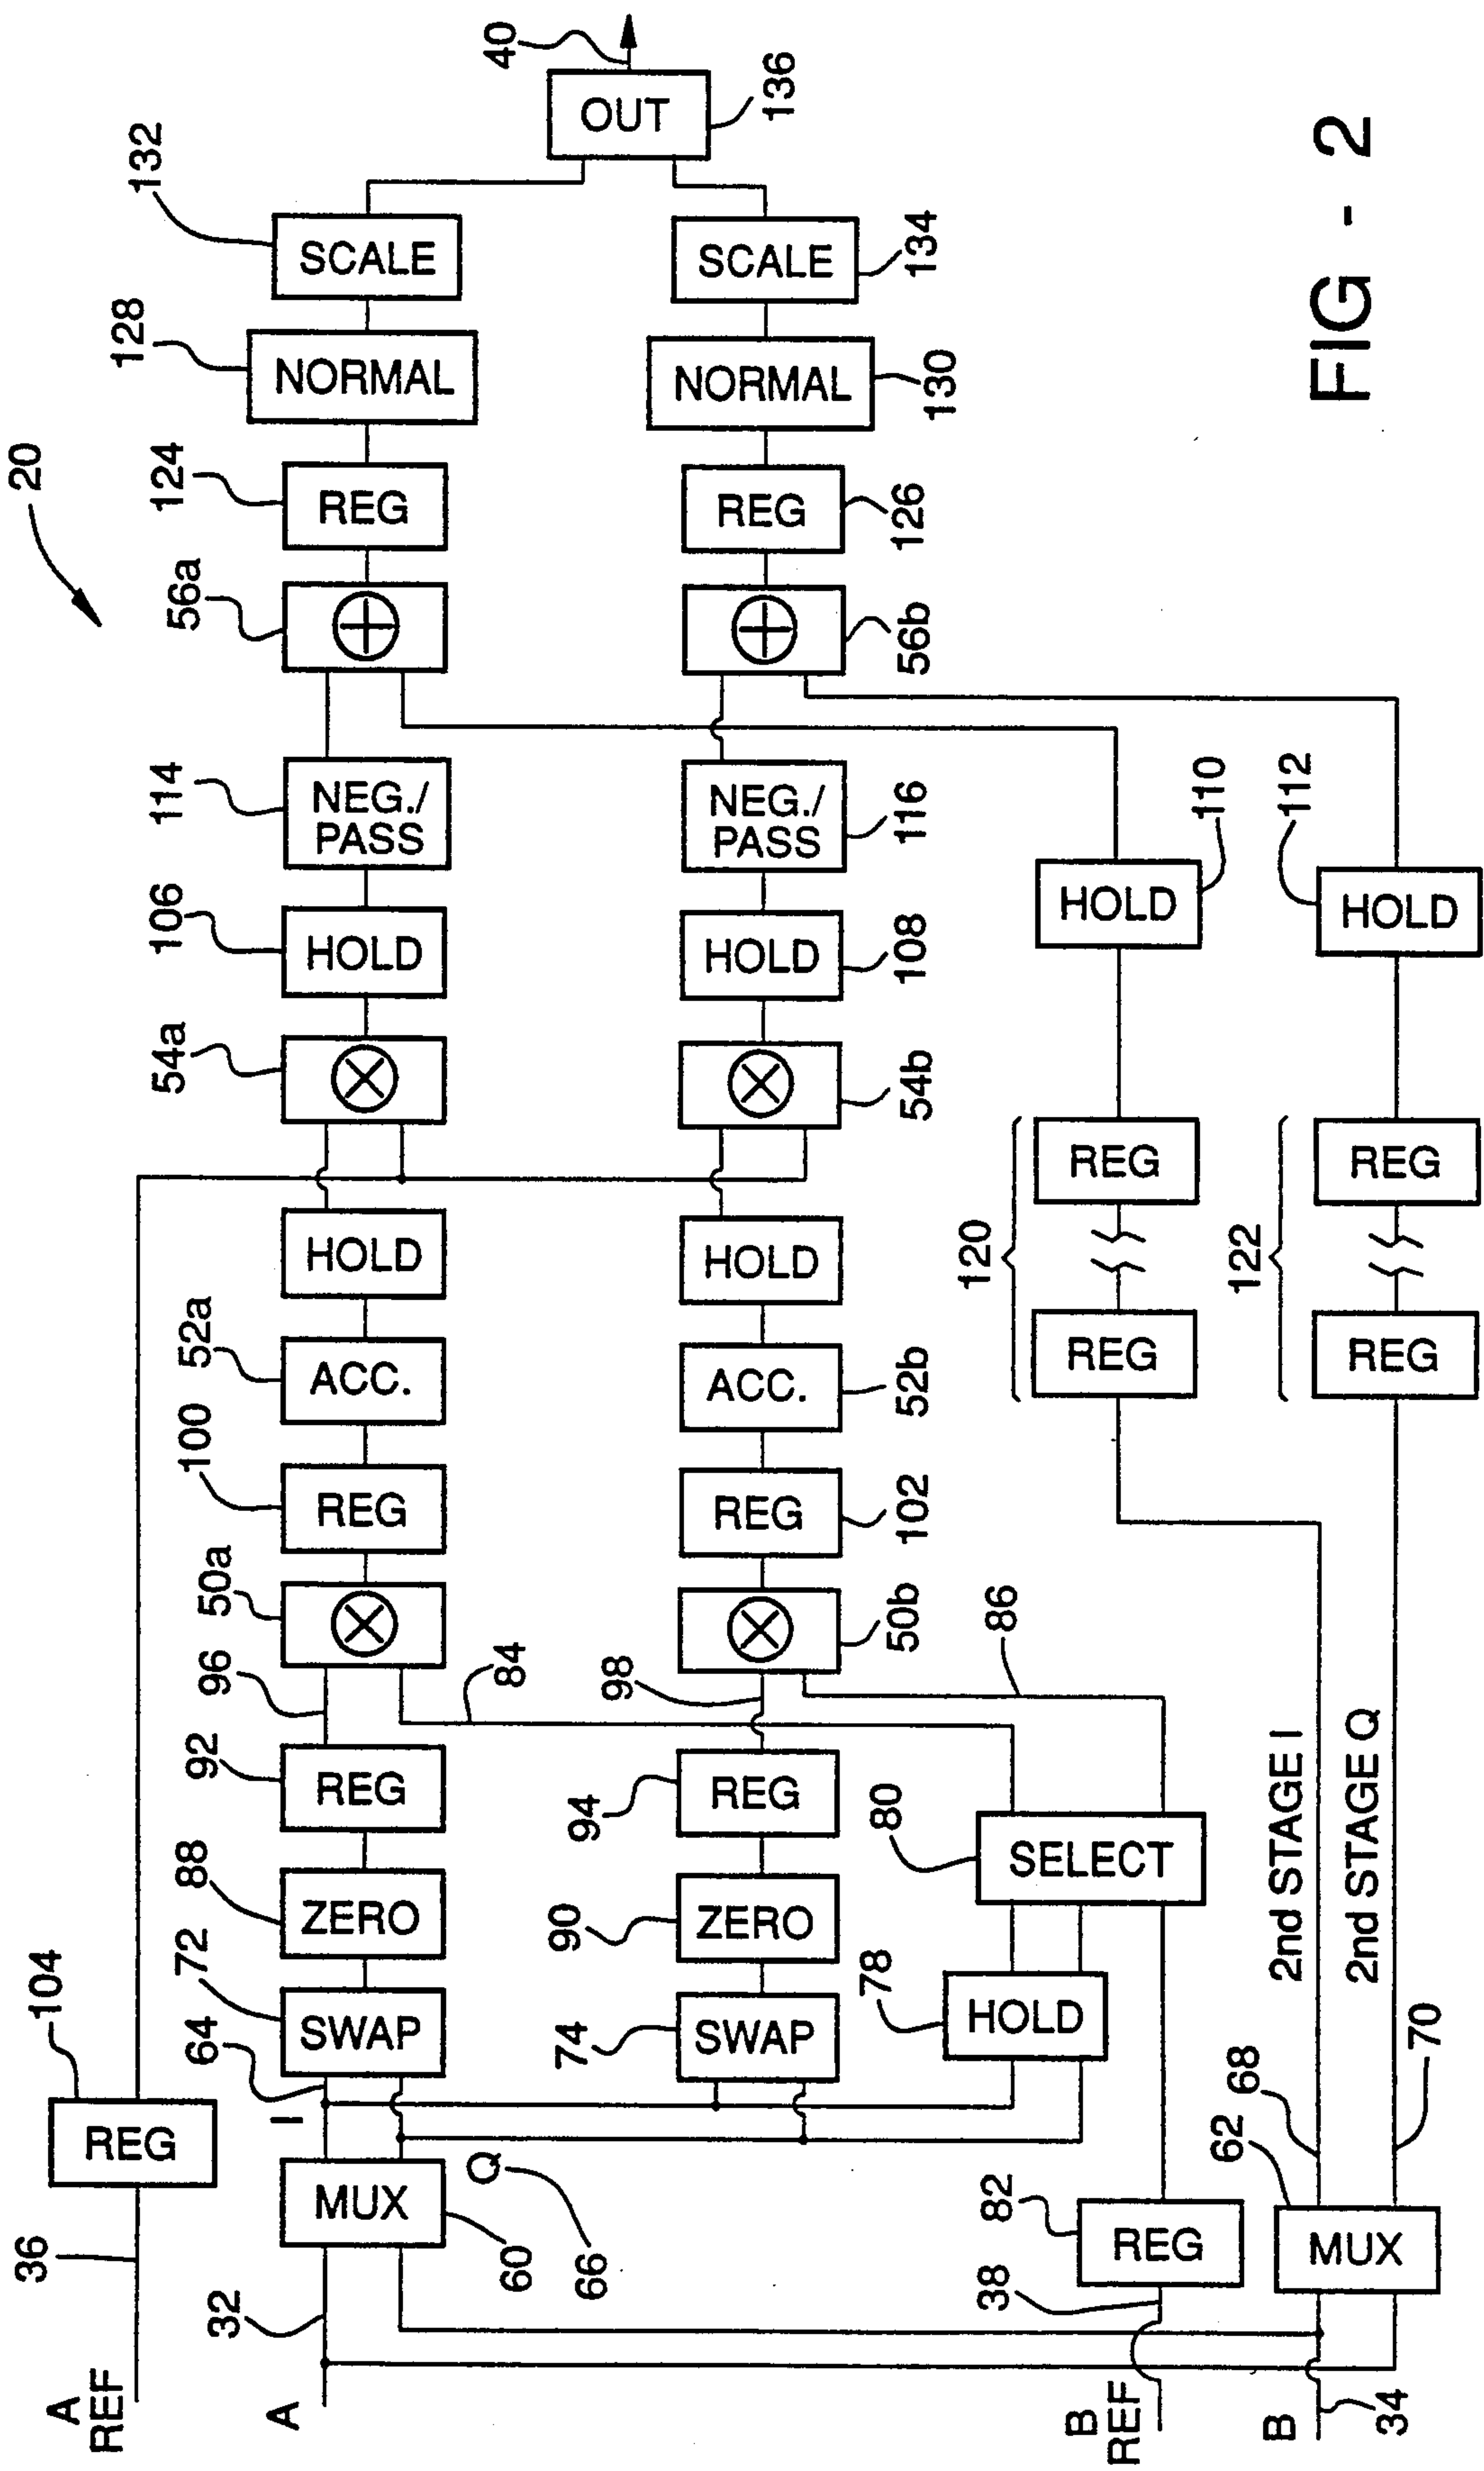 20
A
REF
36
REG
104
A
32
MUX
60
I
64
Q
66
SWAP
72
ZERO
88
REG
92
96
50a
REG
100
ACC.
52a
HOLD
54a
HOLD
106
NEG./
PASS
114
56a
REG
124
NORMAL
128
SCALE
132
OUT
136
40
SWAP
74
ZERO
90
REG
94
98
84
50b
REG
102
ACC.
52b
HOLD
54b
HOLD
108
NEG./
PASS
116
56b
REG
126
NORMAL
130
SCALE
134
HOLD
78
SELECT
80
86
B
REF
38
REG
82
REG
REG
120
HOLD
110
B
34
MUX
62
68
70
2nd STAGE I
2nd STAGE Q
REG
REG
122
HOLD
112
FIG - 2